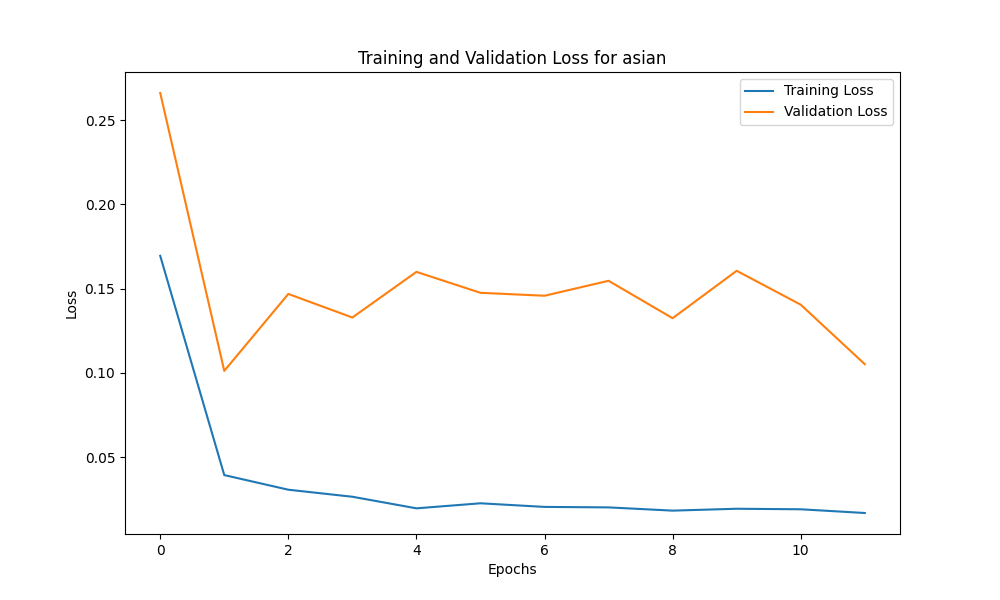 Training and Validation Loss for asian
Training Loss
Validation Loss
0.25
0.20
0.15
0.10
0.05
Loss
0 2 4 6 8 10
Epochs